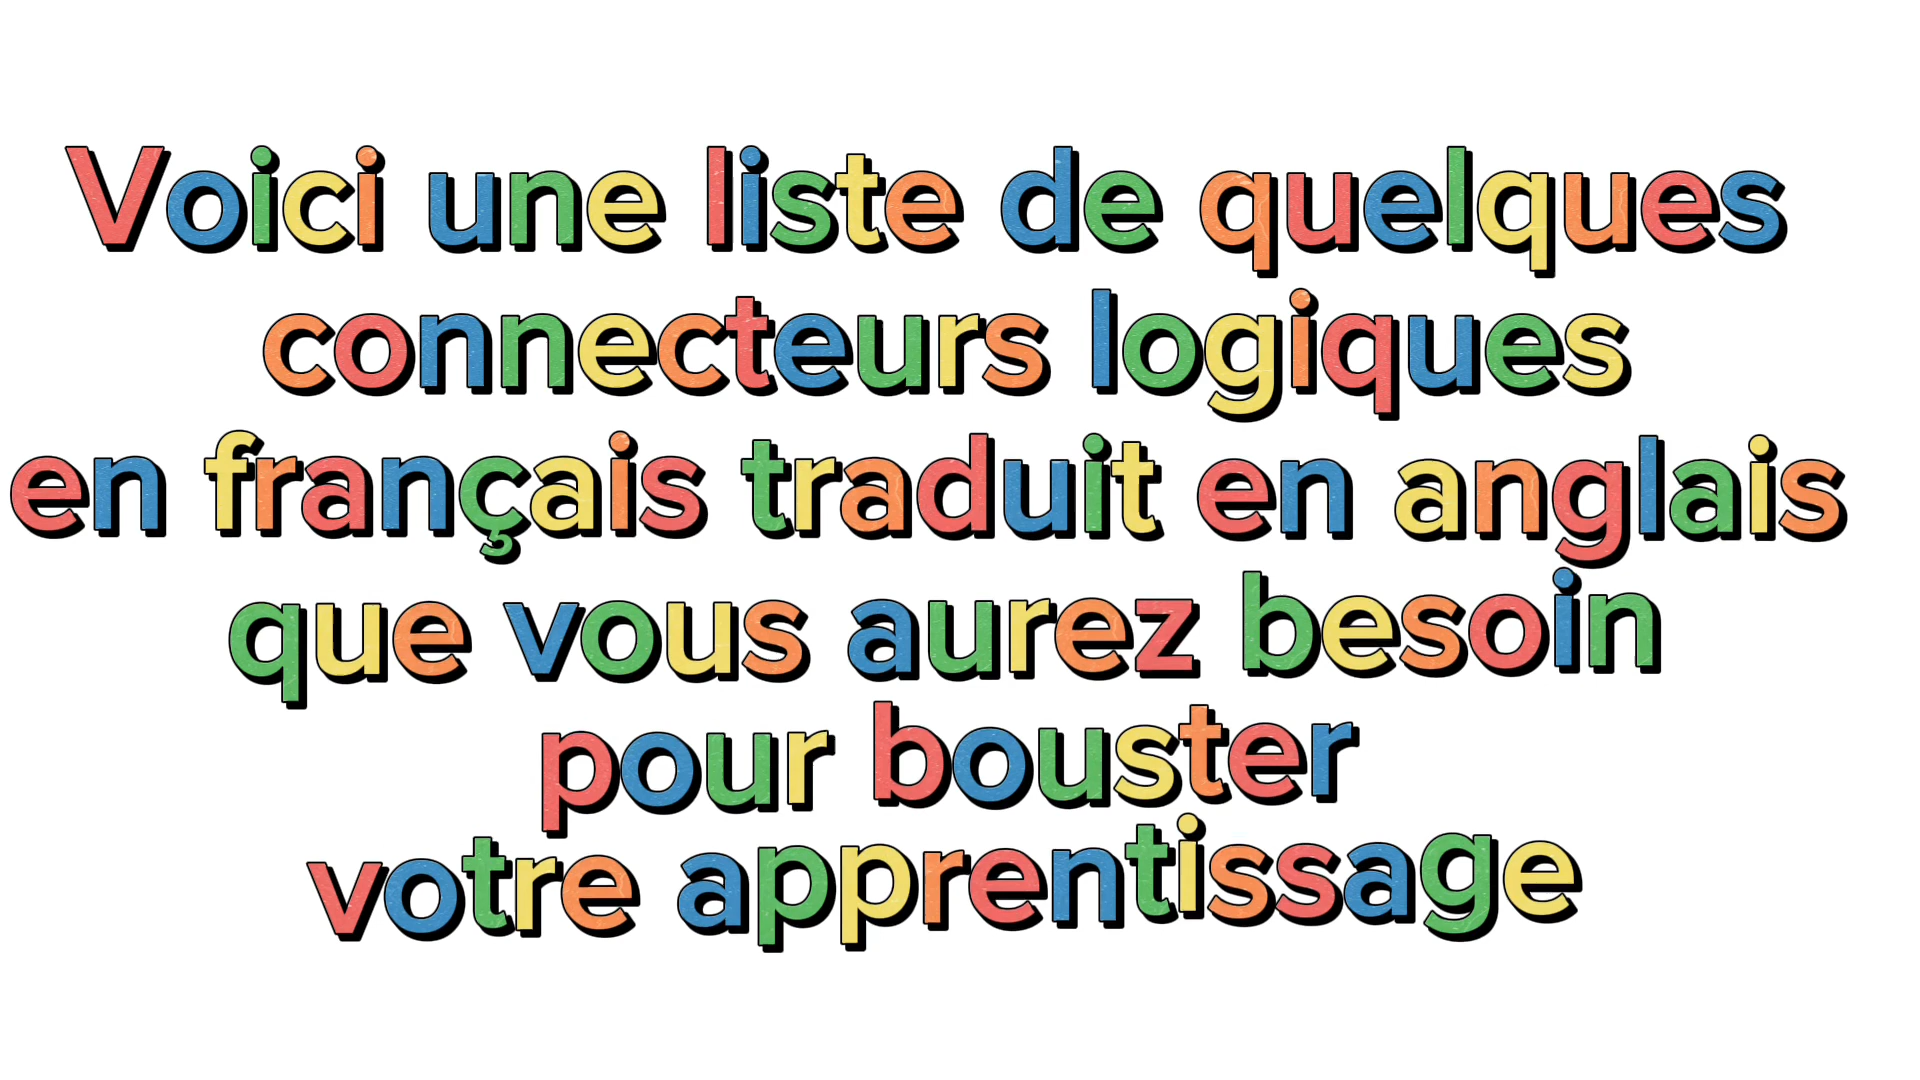 Voici une liste de quelques
connecteurs logiques
en français traduit en anglais
que vous aurez besoin
pour bouster
votre apprentissage